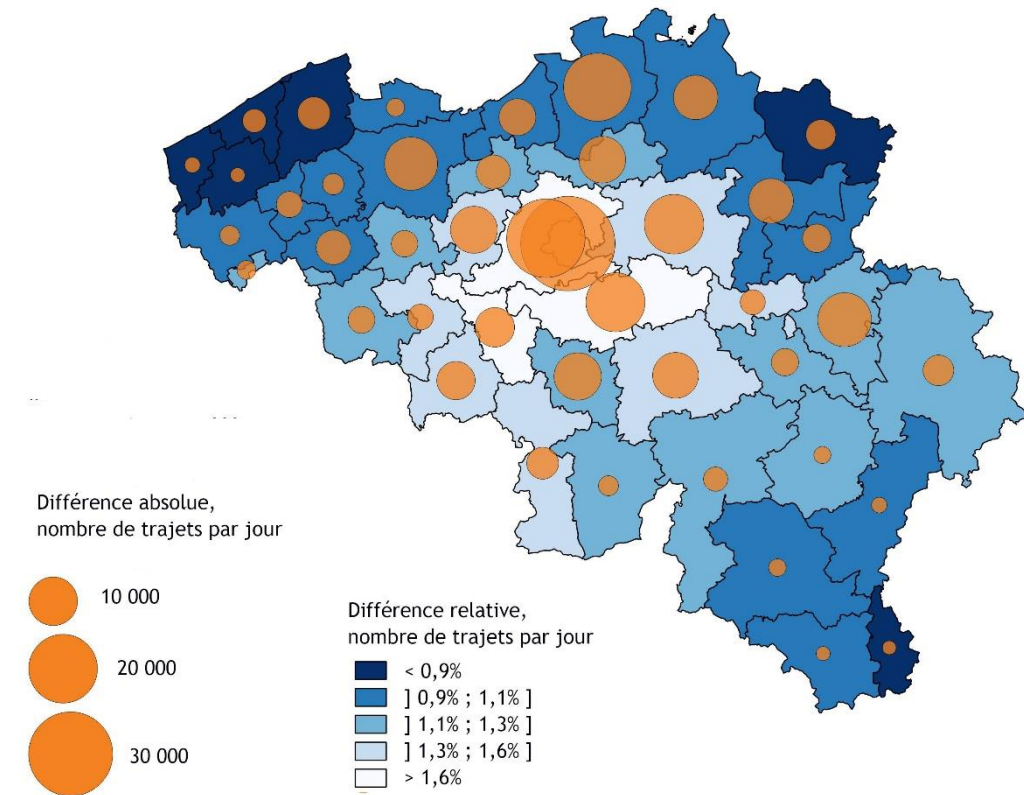 Différence absolue,
nombre de trajets par jour
10 000
20 000
30 000
Différence relative,
nombre de trajets par jour
< 0,9%
] 0,9% ; 1,1% ]
] 1,1% ; 1,3% ]
] 1,3% ; 1,6% ]
> 1,6%